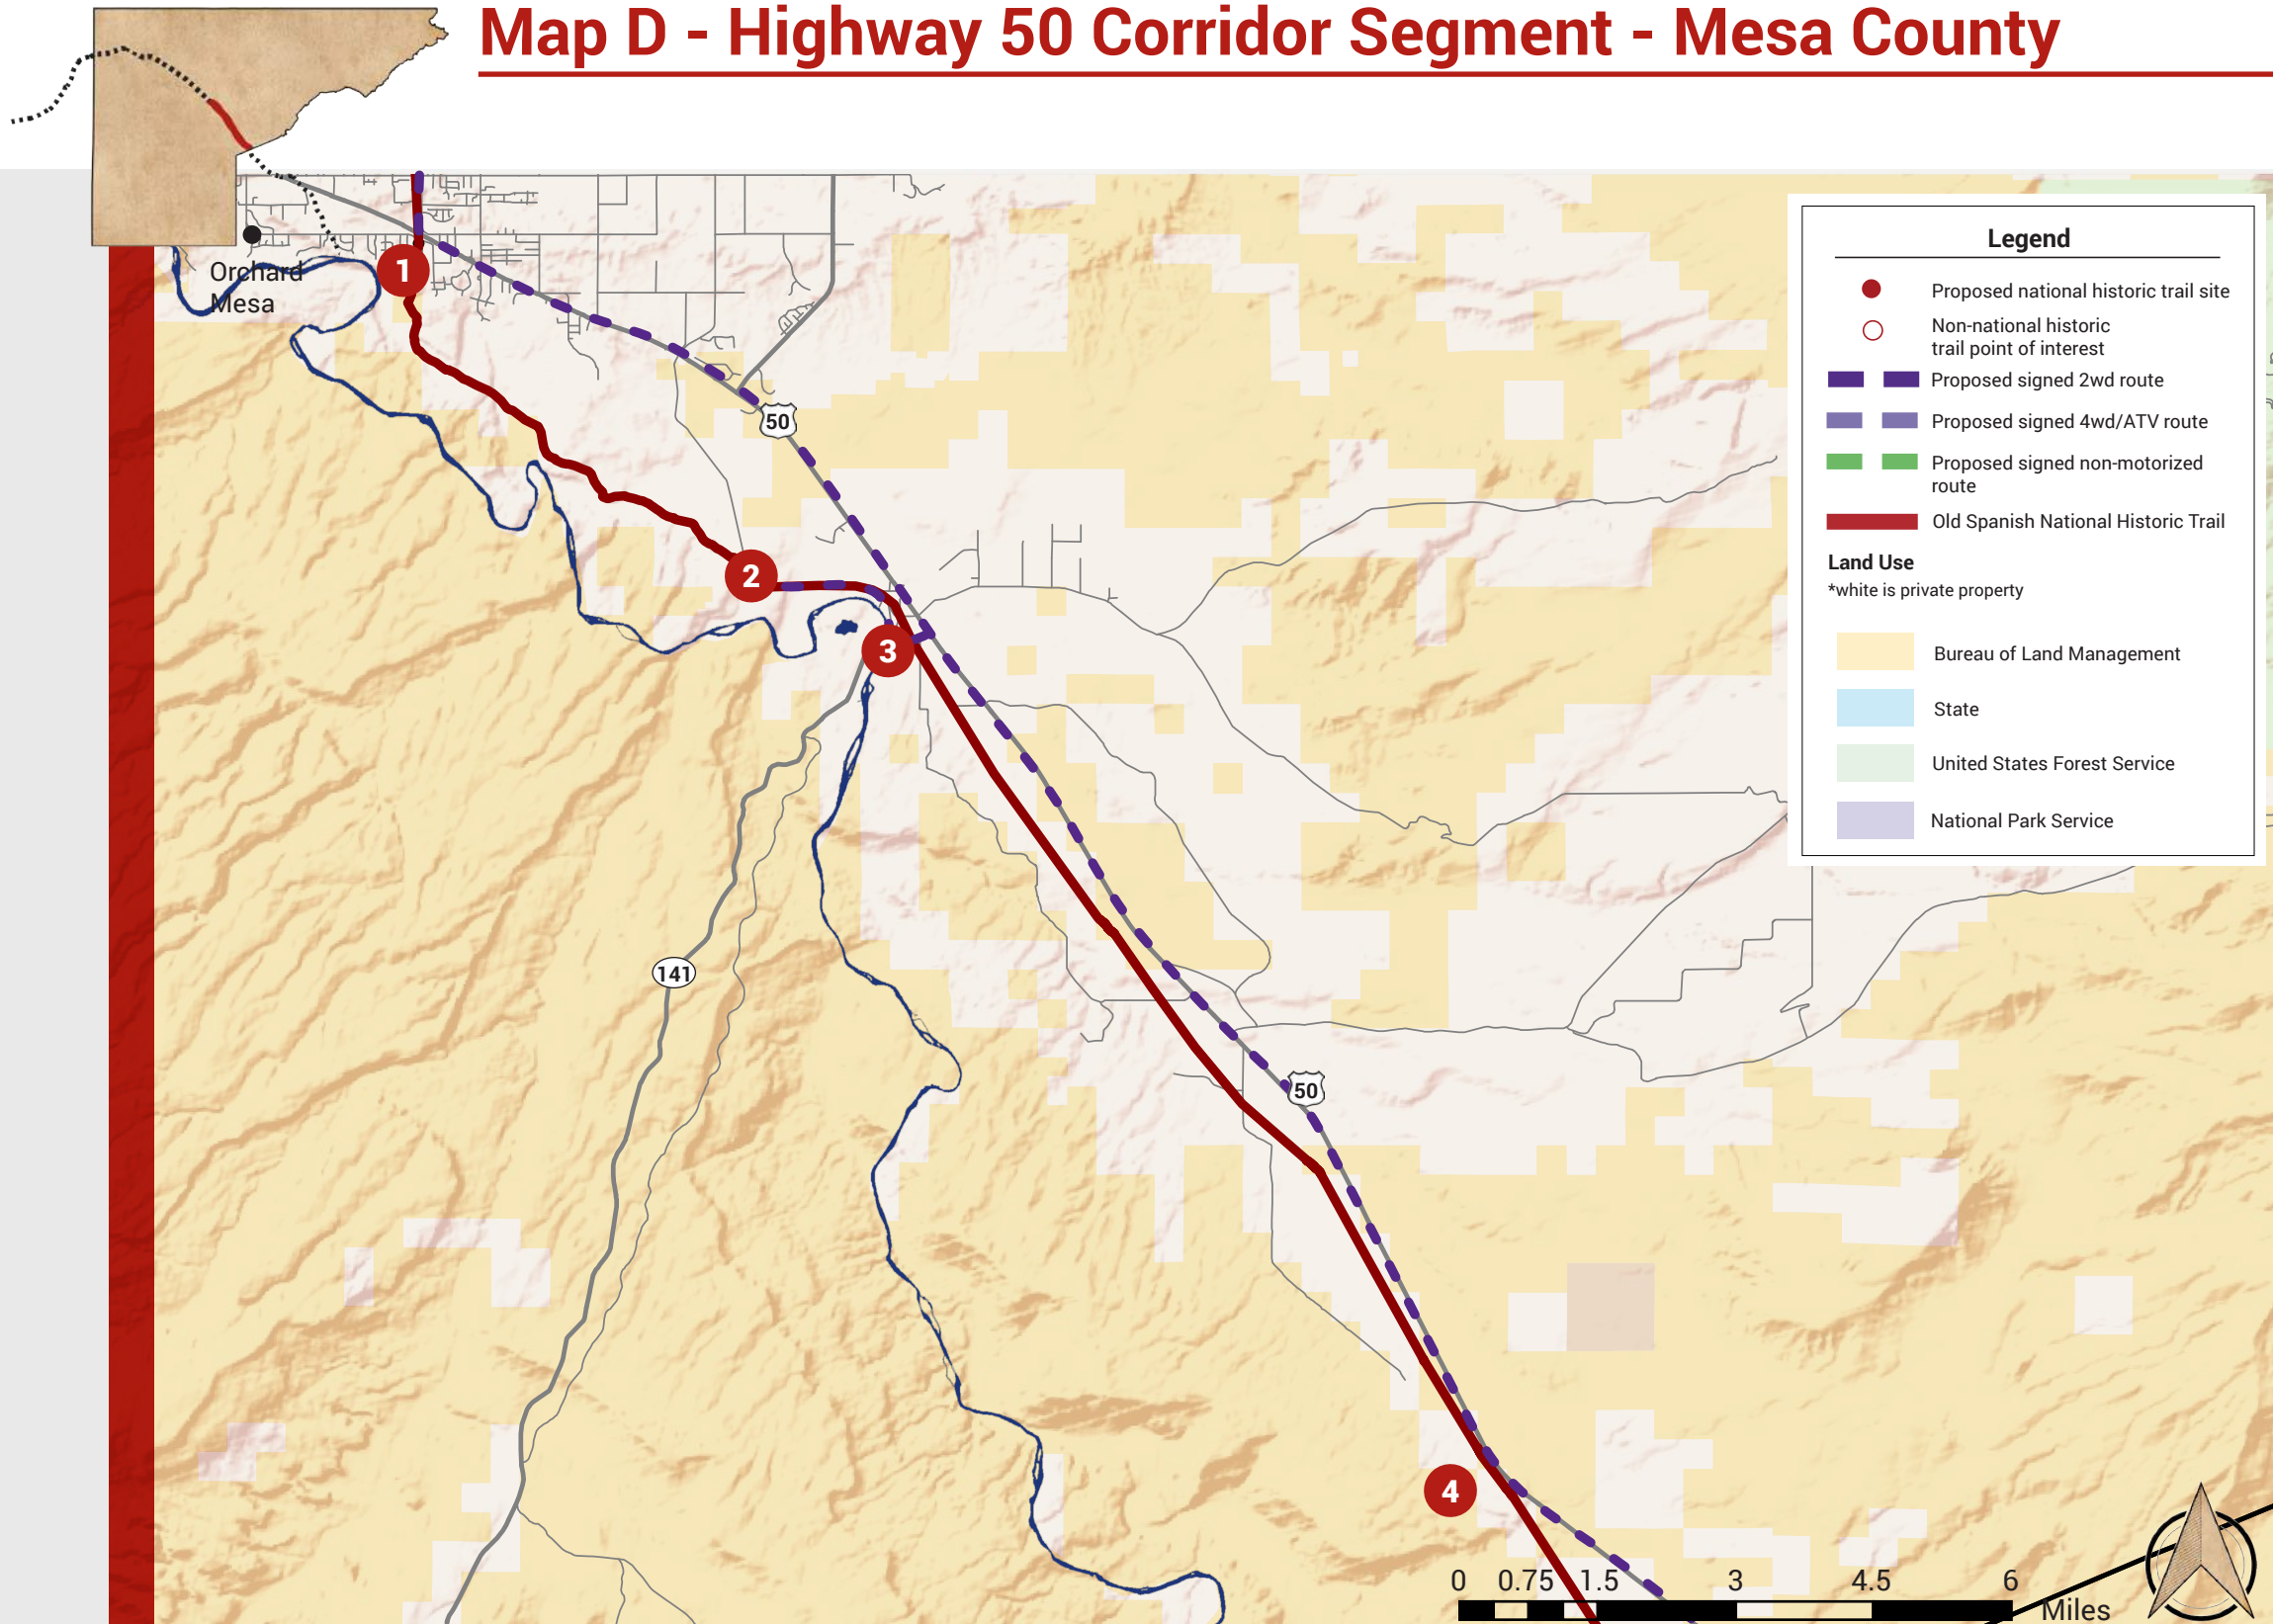 Map D - Highway 50 Corridor Segment - Mesa County
Orchard
Mesa
1
50
2
3
141
50
4
Legend
Proposed national historic trail site
Non-national historic
trail point of interest
Proposed signed 2wd route
Proposed signed 4wd/ATV route
Proposed signed non-motorized
route
Old Spanish National Historic Trail
Land Use
*white is private property
Bureau of Land Management
State
United States Forest Service
National Park Service
0 0.75 1.5 3 4.5 6
Miles